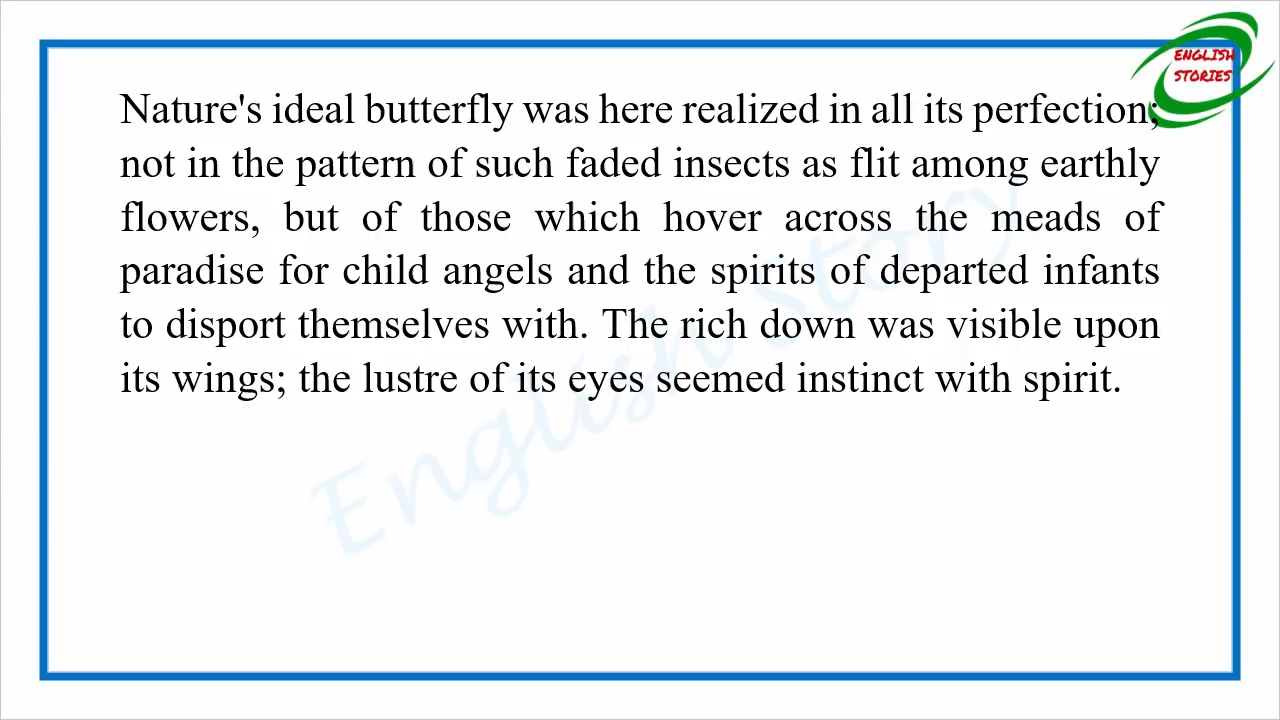 ENGLISH
STORIES
Nature's ideal butterfly was here realized in all its perfection;
not in the pattern of such faded insects as flit among earthly
flowers, but of those which hover across the meads of
paradise for child angels and the spirits of departed infants
to disport themselves with. The rich down was visible upon
its wings; the lustre of its eyes seemed instinct with spirit.
English Story